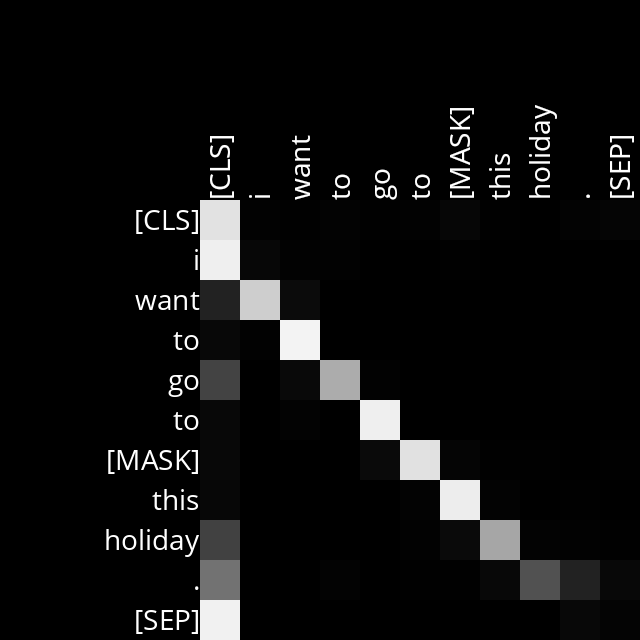 [CLS]
i
want
to
go
to
[MASK]
this
holiday
.
[SEP]
[CLS]
i
want
to
go
to
[MASK]
this
holiday
.
[SEP]